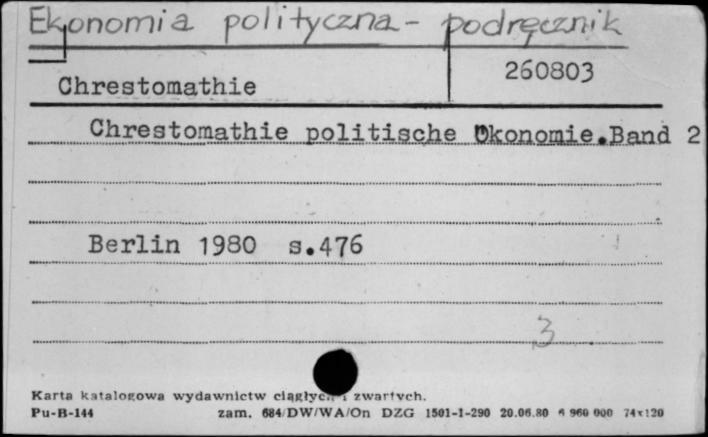 Ekonomia polityczna - podręcznik
260803
Chrestomathie
Chrestomathie politische Ökonomie. Band 2
Berlin 1980 s.476
3
Karta katalogowa wydawnictw ciągłych i zwartych.
Pu-B-144 zam. 684/DW/WA/On DZG 1501-1-290 20.06.80 6 960 000 74x120